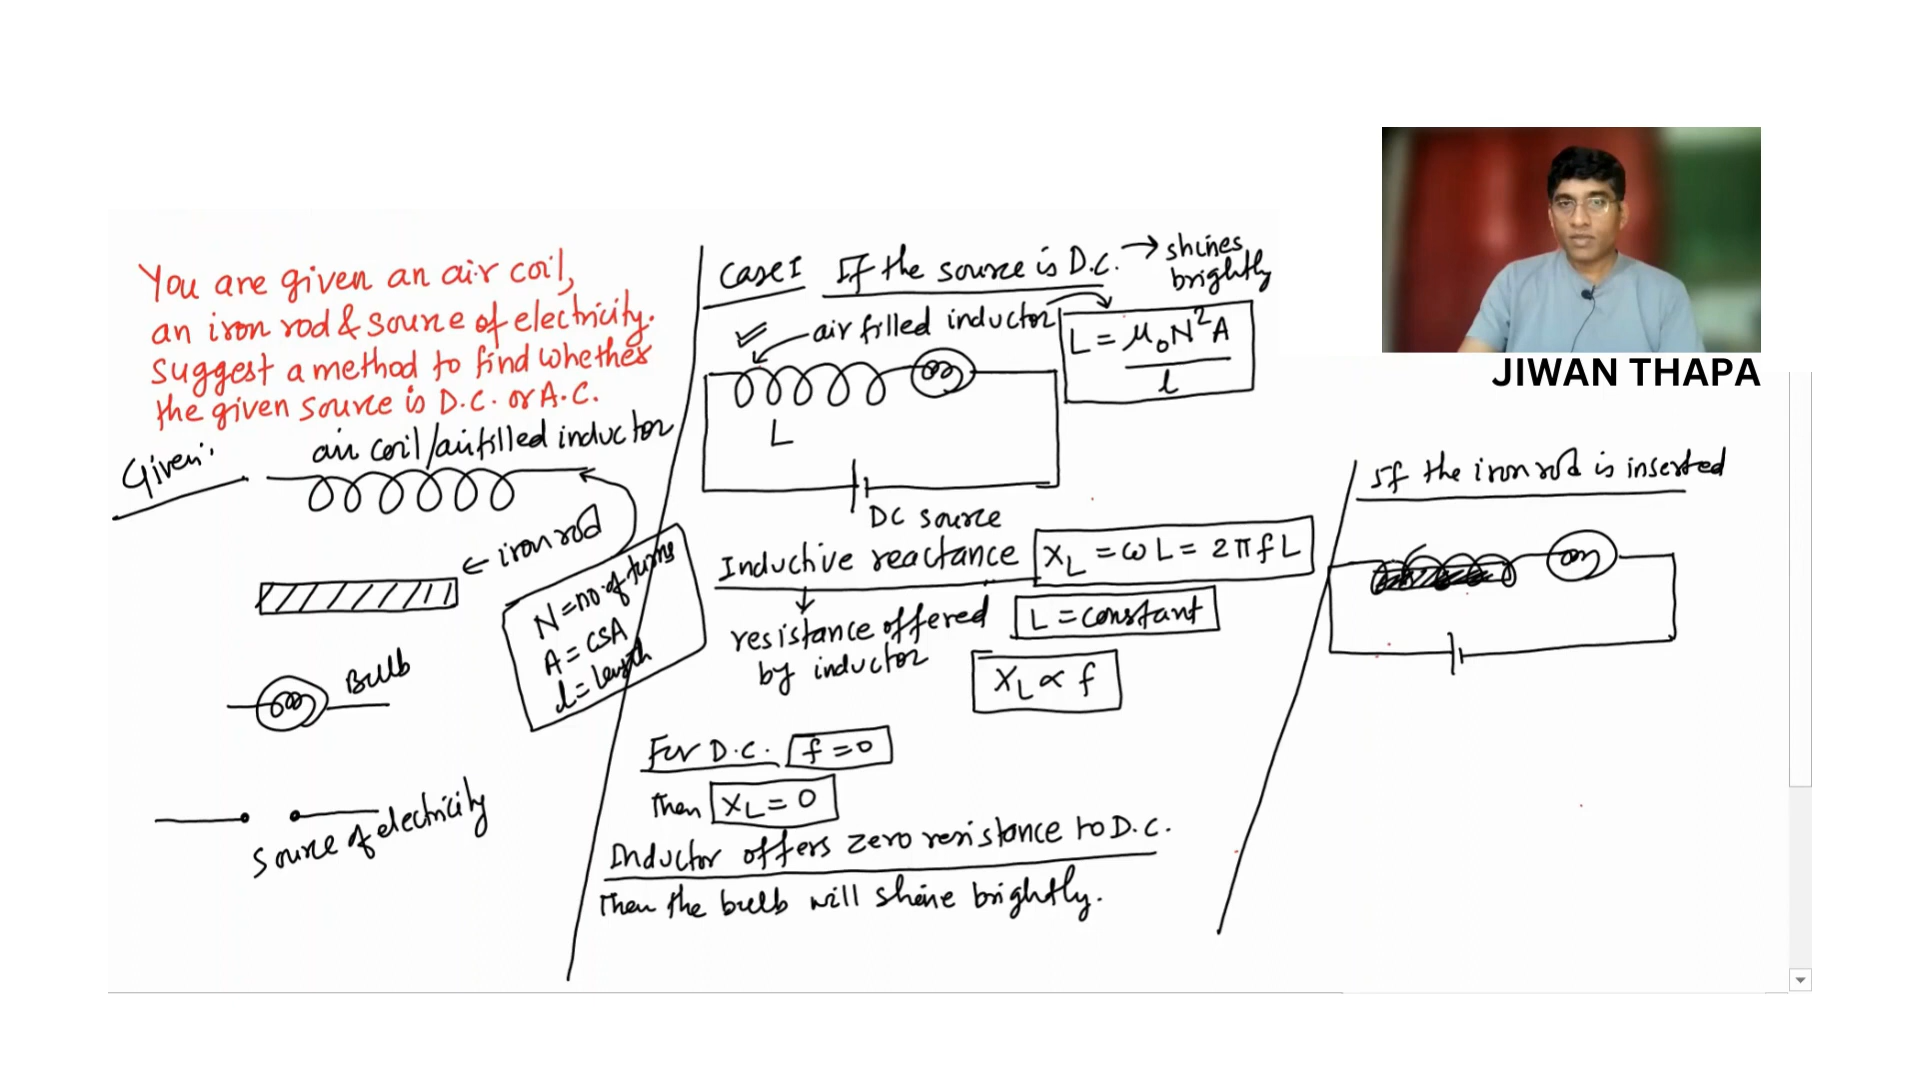 You are given an air coil,
an iron rod & source of electricity.
suggest a method to find whether
the given source is D.C. or A.C.
Given:
air coil/airfilled inductor
← iron rod
N = no. of turns
A = CSA
l = length
Bulb
source of electricity
Case I If the source is D.C. → shines brightly
air filled inductor
L = μ₀N²A / l
L
DC source
Inductive reactance X_L = ωL = 2πfL
resistance offered
by inductor
L = constant
X_L ∝ f
For D.C. f = 0
then X_L = 0
Inductor offers zero resistance to D.C.
Then the bulb will shine brightly.
If the iron rod is inserted
JIWAN THAPA